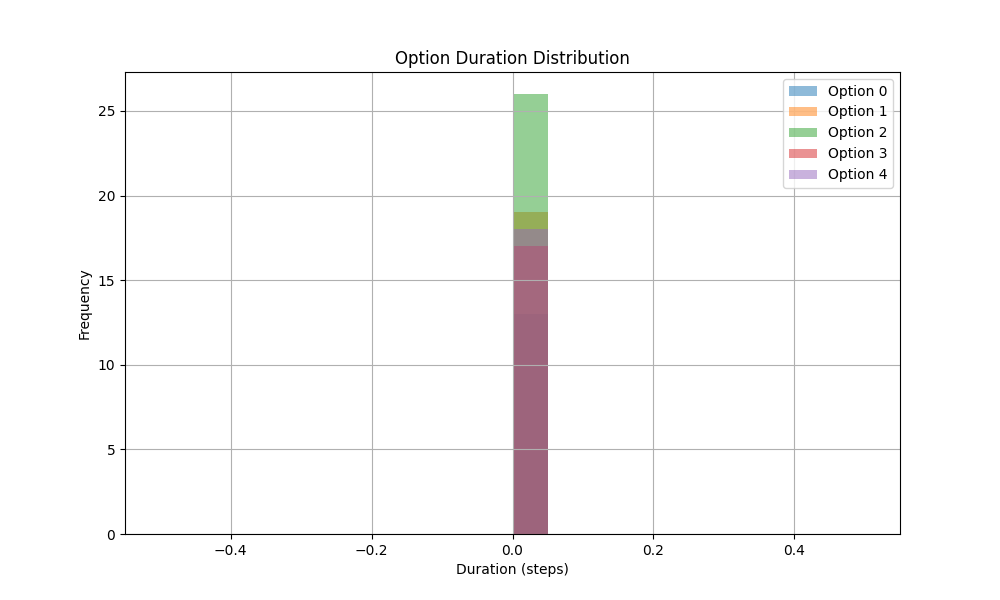 Option Duration Distribution
Option 0
Option 1
Option 2
Option 3
Option 4
25
20
15
10
5
0
Frequency
−0.4
−0.2
0.0
0.2
0.4
Duration (steps)